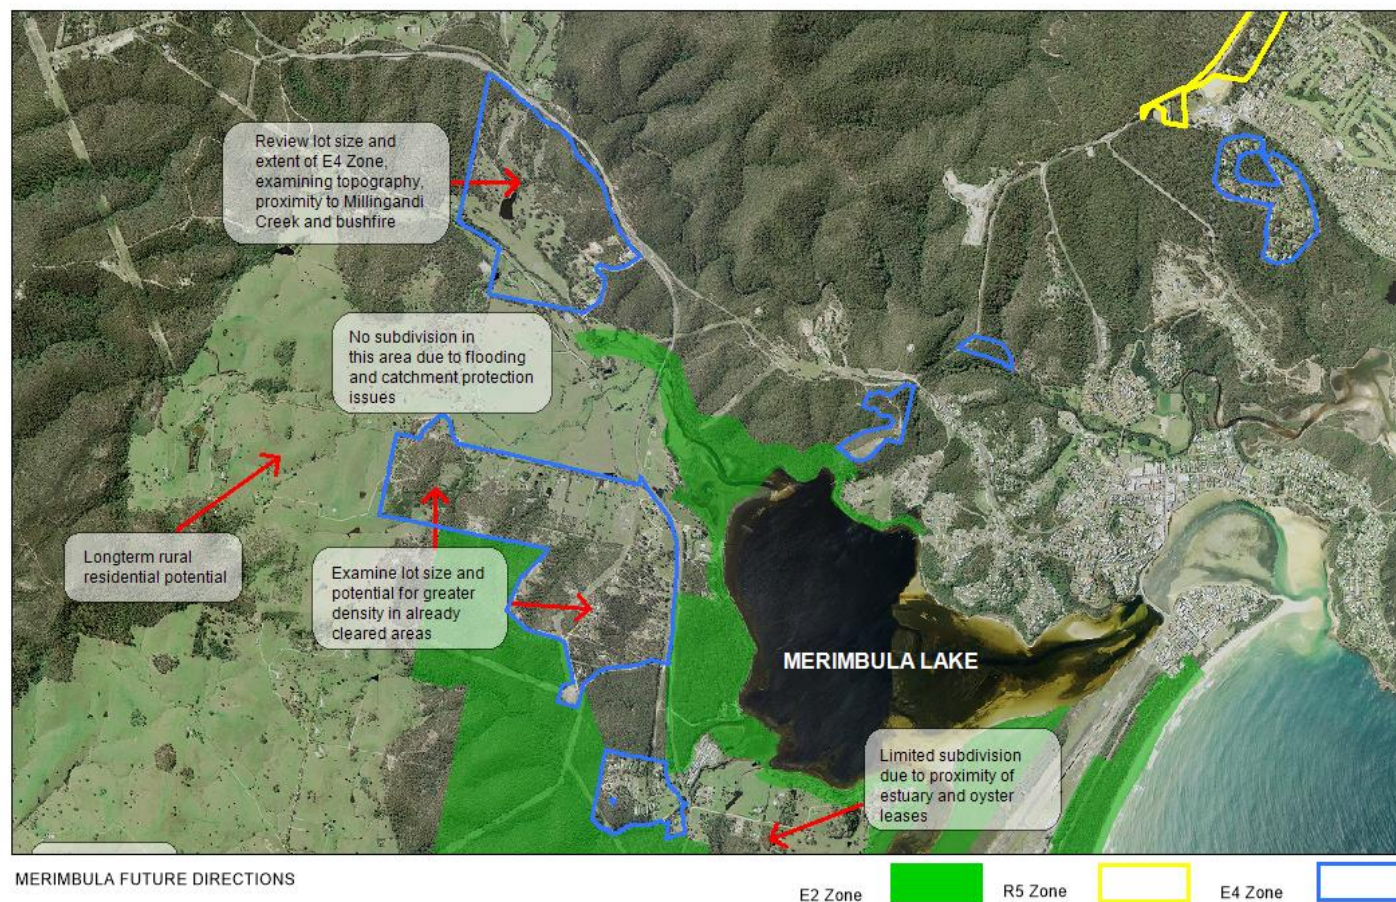 Review lot size and
extent of E4 Zone,
examining topography,
proximity to Millingandi
Creek and bushfire
No subdivision in
this area due to flooding
and catchment protection
issues
Longterm rural
residential potential
Examine lot size and
potential for greater
density in already
cleared areas
MERIMBULA LAKE
Limited subdivision
due to proximity of
estuary and oyster
leases
MERIMBULA FUTURE DIRECTIONS
E2 Zone
R5 Zone
E4 Zone